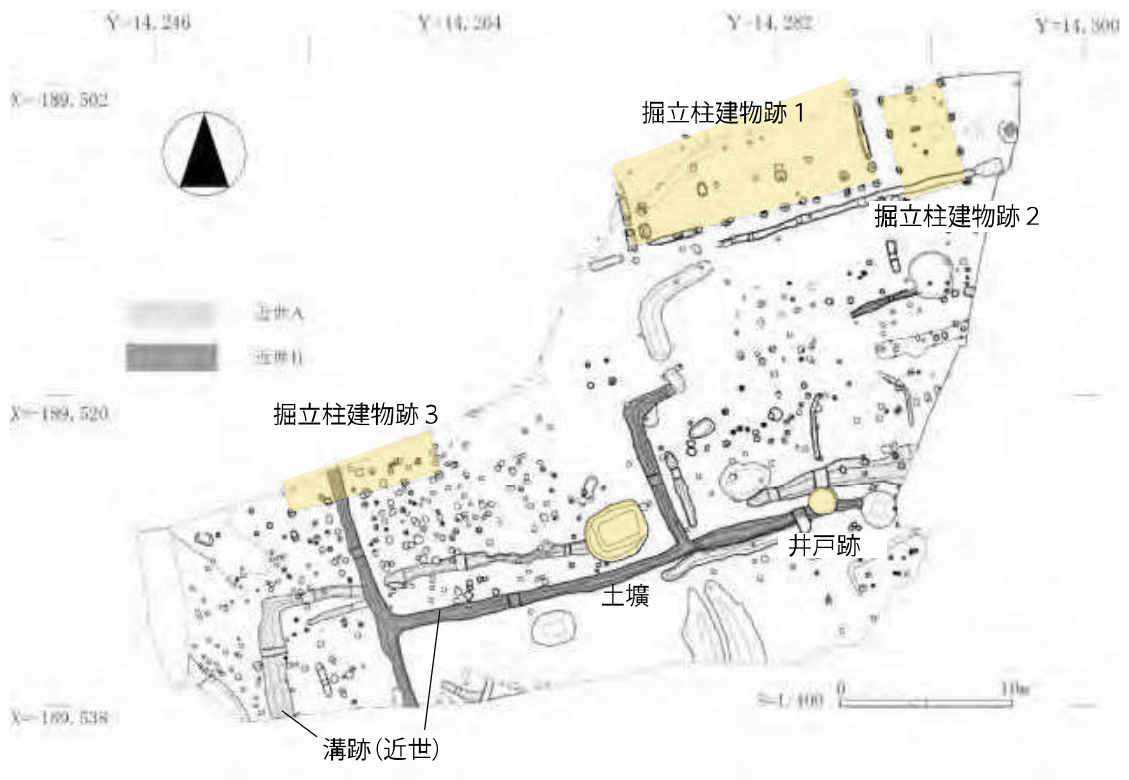 Y=14,246
Y=14,264
Y=14,282
Y=14,300
X=-189,502
掘立柱建物跡1
掘立柱建物跡2
近世A
近世B
X=-189,520
掘立柱建物跡3
井戸跡
土壙
S=1/400
0
10m
X=-189,538
溝跡(近世)